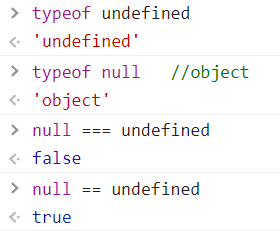 > typeof undefined
<· 'undefined'
> typeof null   //object
<· 'object'
> null === undefined
<· false
> null == undefined
<· true